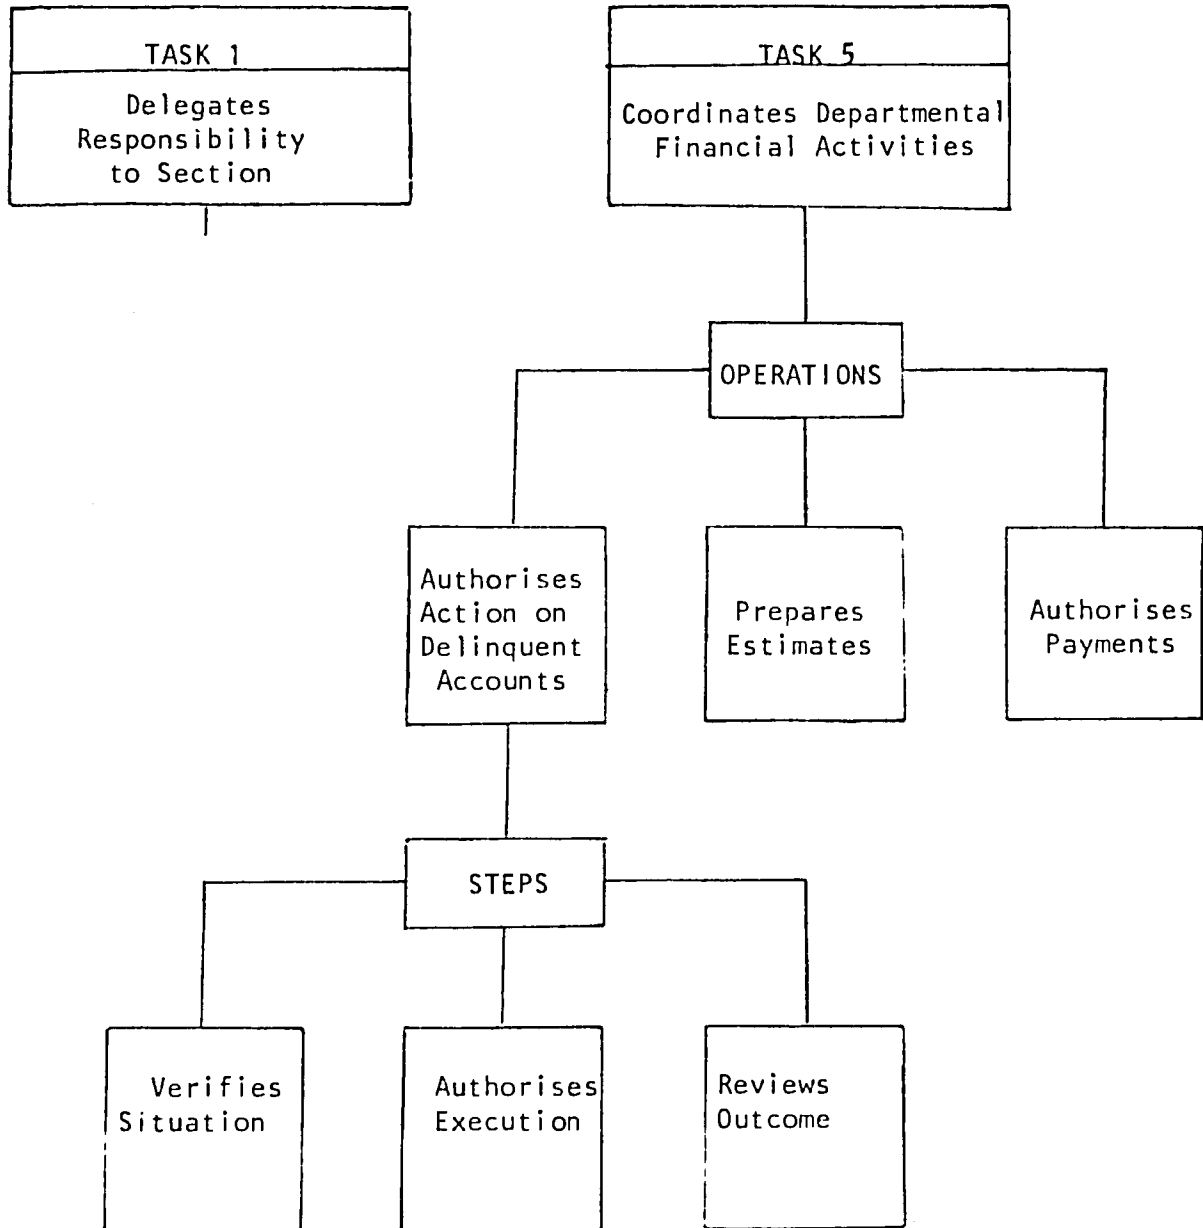 TASK 1
Delegates
Responsibility
to Section
TASK 5
Coordinates Departmental
Financial Activities
OPERATIONS
Authorises
Action on
Delinquent
Accounts
Prepares
Estimates
Authorises
Payments
STEPS
Verifies
Situation
Authorises
Execution
Reviews
Outcome